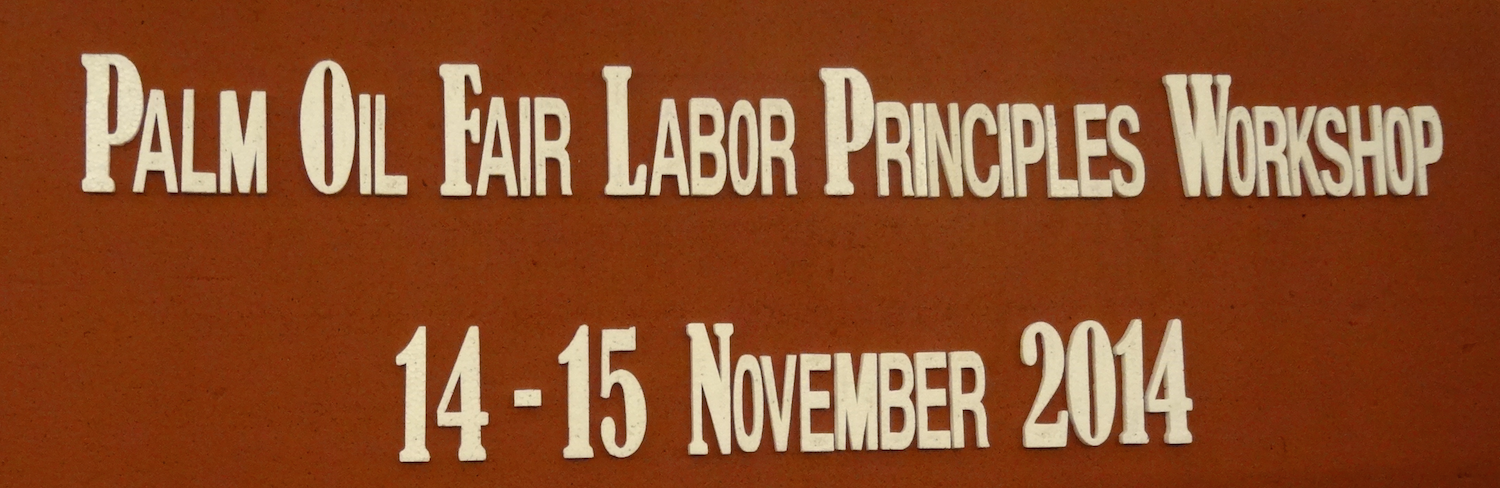 PALM OIL FAIR LABOR PRINCIPLES WORKSHOP
14-15 NOVEMBER 2014